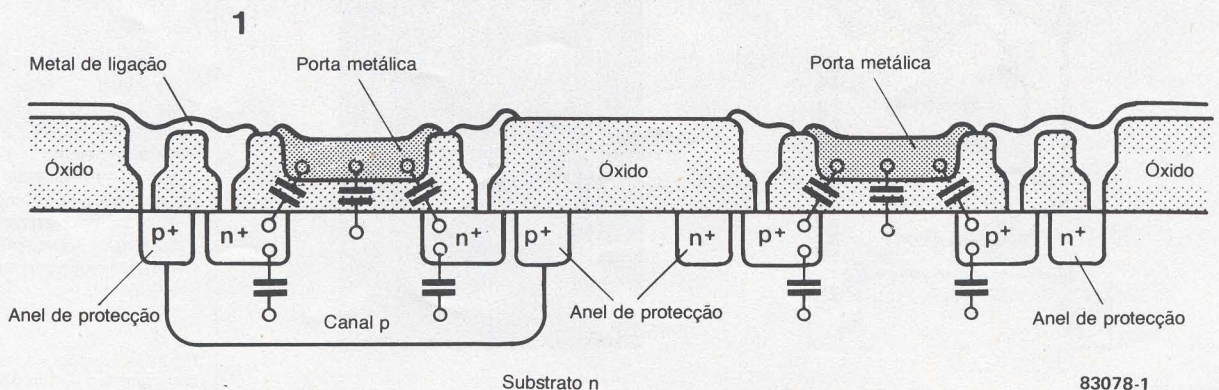 1
Metal de ligação
Porta metálica
Porta metálica
Óxido
Óxido
Óxido
p+
n+
n+
p+
n+
p+
p+
n+
Anel de protecção
Canal p
Anel de protecção
Anel de protecção
Substrato n
83078-1